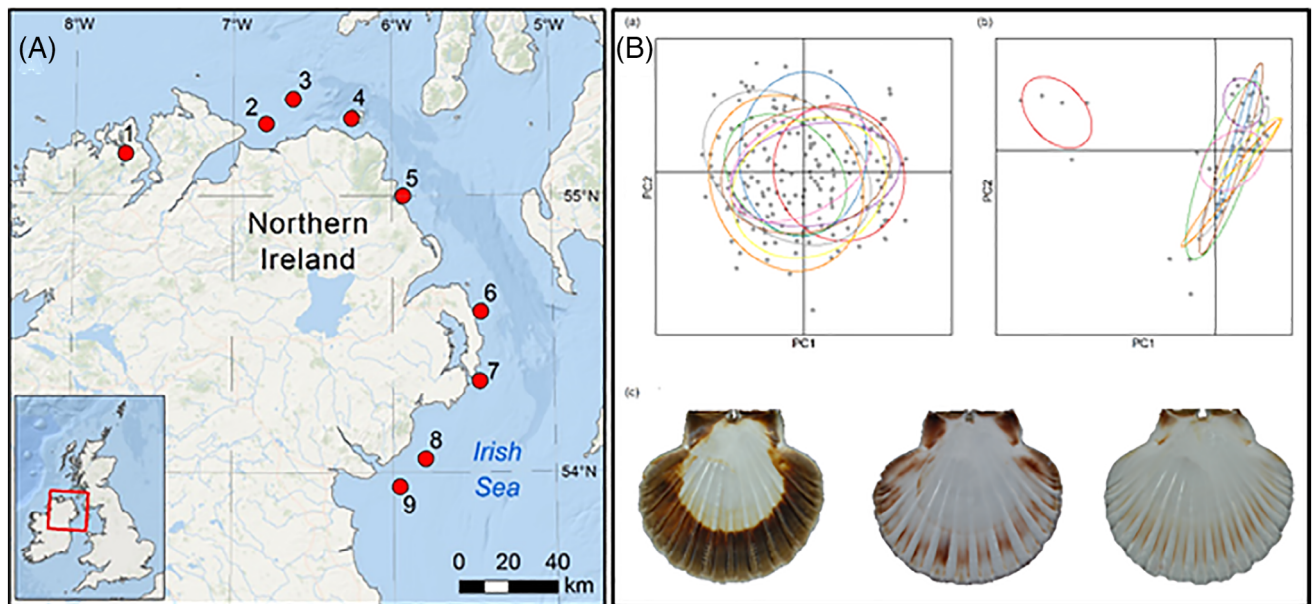 (A)
8°W 7°W 6°W 5°W
3
2
4
1
5
55°N
Northern
Ireland
6
7
8
Irish
Sea
54°N
9
0 20 40
km
(B)
(a)
PC2
PC1
(b)
PC2
PC1
(c)